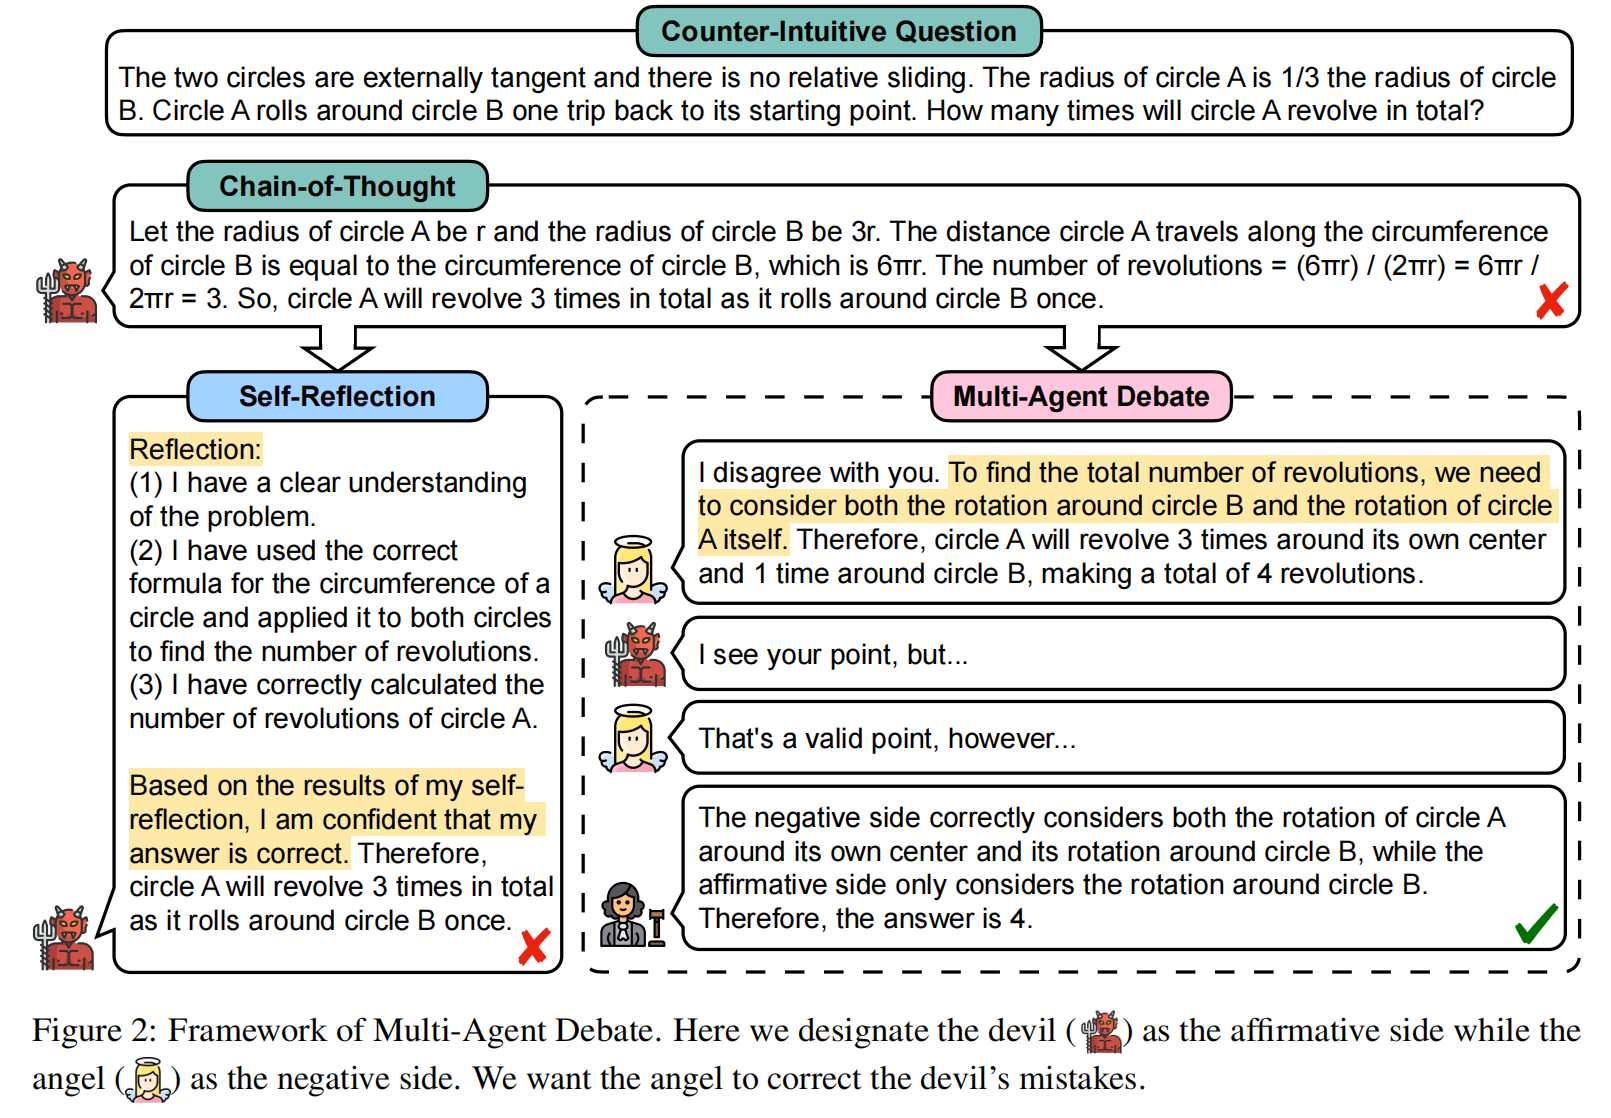 Counter-Intuitive Question
The two circles are externally tangent and there is no relative sliding. The radius of circle A is 1/3 the radius of circle
B. Circle A rolls around circle B one trip back to its starting point. How many times will circle A revolve in total?
Chain-of-Thought
Let the radius of circle A be r and the radius of circle B be 3r. The distance circle A travels along the circumference
of circle B is equal to the circumference of circle B, which is 6πr. The number of revolutions = (6πr) / (2πr) = 6πr /
2πr = 3. So, circle A will revolve 3 times in total as it rolls around circle B once.
Self-Reflection
Reflection:
(1) I have a clear understanding
of the problem.
(2) I have used the correct
formula for the circumference of a
circle and applied it to both circles
to find the number of revolutions.
(3) I have correctly calculated the
number of revolutions of circle A.
Based on the results of my self-
reflection, I am confident that my
answer is correct. Therefore,
circle A will revolve 3 times in total
as it rolls around circle B once.
Multi-Agent Debate
I disagree with you. To find the total number of revolutions, we need
to consider both the rotation around circle B and the rotation of circle
A itself. Therefore, circle A will revolve 3 times around its own center
and 1 time around circle B, making a total of 4 revolutions.
I see your point, but...
That's a valid point, however...
The negative side correctly considers both the rotation of circle A
around its own center and its rotation around circle B, while the
affirmative side only considers the rotation around circle B.
Therefore, the answer is 4.
Figure 2: Framework of Multi-Agent Debate. Here we designate the devil ( ) as the affirmative side while the
angel ( ) as the negative side. We want the angel to correct the devil's mistakes.